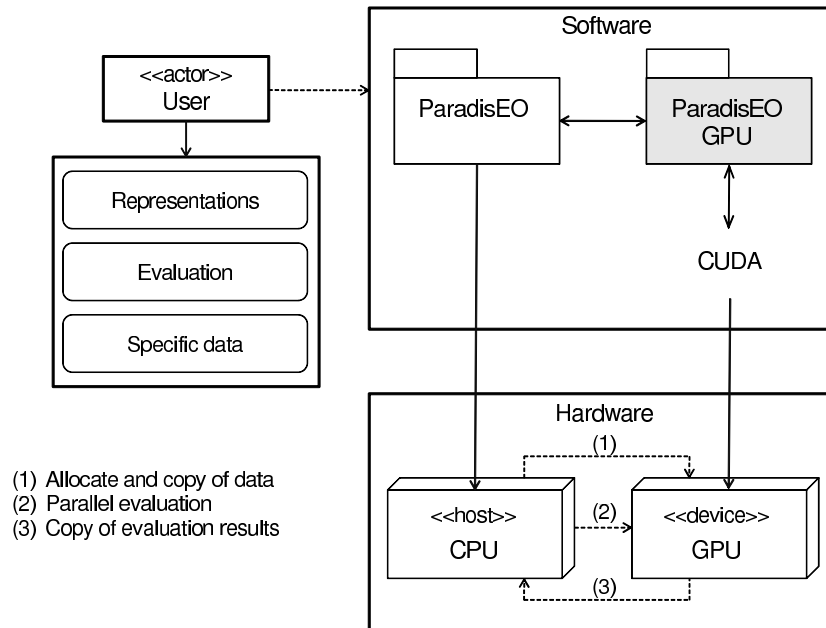 Software
<<actor>>
User
ParadisEO
ParadisEO
GPU
Representations
Evaluation
Specific data
CUDA
Hardware
(1)
(1) Allocate and copy of data
(2) Parallel evaluation
(3) Copy of evaluation results
<<host>>
CPU
(2)
<<device>>
GPU
(3)